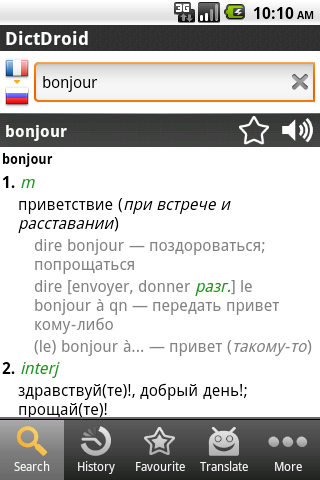 3G 10:10 AM
DictDroid
bonjour
bonjour
bonjour
1. m
приветствие (при встрече и
расставании)
dire bonjour — поздороваться;
попрощаться
dire [envoyer, donner разг.] le
bonjour à qn — передать привет
кому-либо
(le) bonjour à... — привет (такому-то)
2. interj
здравствуй(те)!, добрый день!;
прощай(те)!
Search History Favourite Translate More